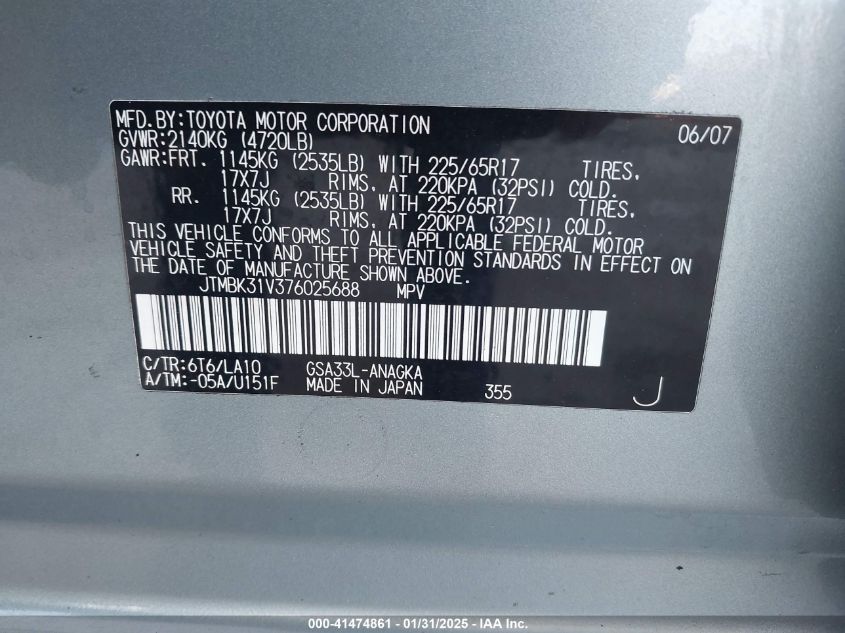 MFD.BY:TOYOTA MOTOR CORPORATION 06/07
GVWR:2140KG (4720LB)
GAWR:FRT. 1145KG (2535LB) WITH 225/65R17 TIRES,
17X7J RIMS, AT 220KPA (32PSI) COLD.
RR. 1145KG (2535LB) WITH 225/65R17 TIRES,
17X7J RIMS, AT 220KPA (32PSI) COLD.
THIS VEHICLE CONFORMS TO ALL APPLICABLE FEDERAL MOTOR
VEHICLE SAFETY AND THEFT PREVENTION STANDARDS IN EFFECT ON
THE DATE OF MANUFACTURE SHOWN ABOVE.
JTMBK31V376025688 MPV
C/TR:6T6/LA10 GSA33L-ANAGKA
A/TM:-05A/U151F MADE IN JAPAN 355 J
000-41474861 - 01/31/2025 - IAA Inc.